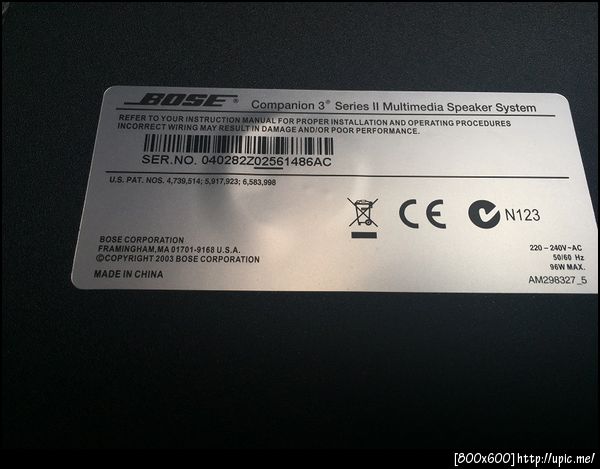 BOSE® Companion 3® Series II Multimedia Speaker System
REFER TO YOUR INSTRUCTION MANUAL FOR PROPER INSTALLATION AND OPERATING PROCEDURES
INCORRECT WIRING MAY RESULT IN DAMAGE AND/OR POOR PERFORMANCE.
SER.NO. 040282Z02561486AC
U.S. PAT. NOS. 4,739,514; 5,917,923; 6,583,998
CE N123
BOSE CORPORATION
FRAMINGHAM,MA 01701-9168 U.S.A.
©COPYRIGHT 2003 BOSE CORPORATION
MADE IN CHINA
220-240V~AC
50/60 Hz
96W MAX.
AM298327_5
[800x600]http://upic.me/